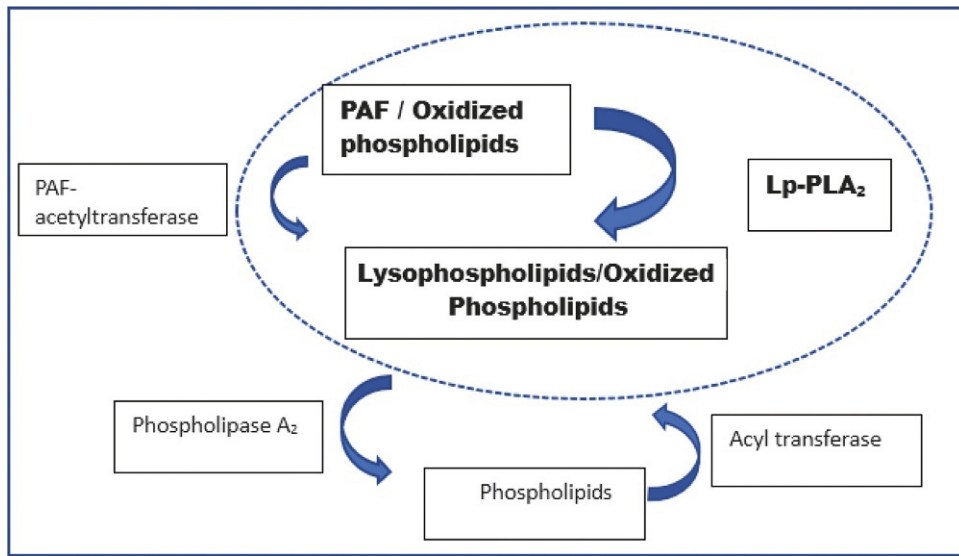 PAF / Oxidized
phospholipids
PAF-
acetyltransferase
Lp-PLA₂
Lysophospholipids/Oxidized
Phospholipids
Phospholipase A₂
Acyl transferase
Phospholipids